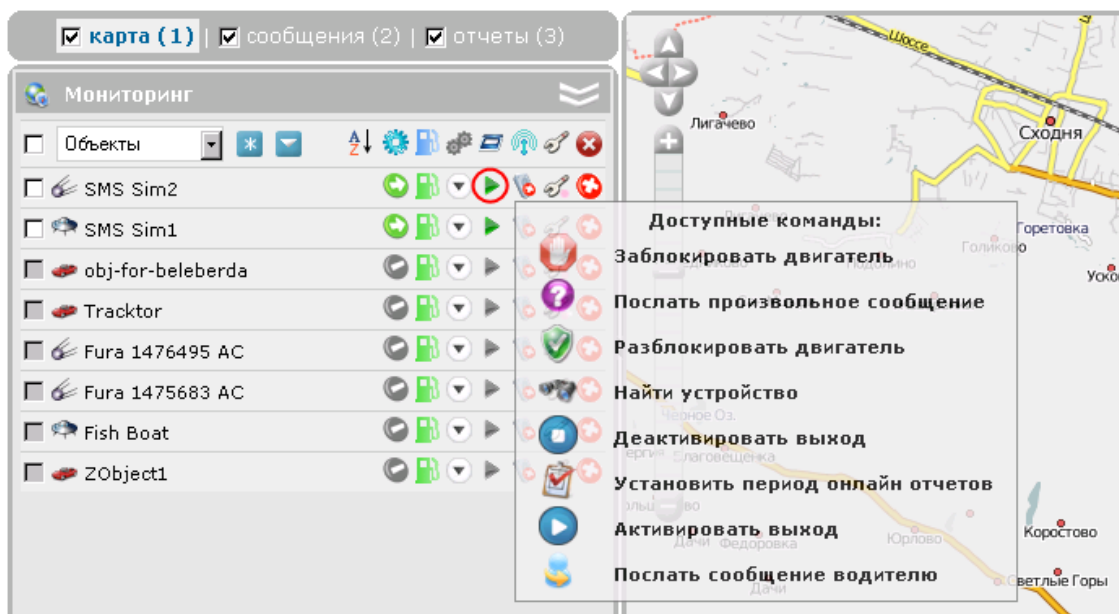 карта (1) | сообщения (2) | отчеты (3)
Мониторинг
Объекты
SMS Sim2
SMS Sim1
obj-for-beleberda
Tracktor
Fura 1476495 AC
Fura 1475683 AC
Fish Boat
ZObject1
Доступные команды:
Заблокировать двигатель
Послать произвольное сообщение
Разблокировать двигатель
Найти устройство
Деактивировать выход
Установить период онлайн отчетов
Активировать выход
Послать сообщение водителю
Шоссе
Лигачево
Сходня
Горетовка
Голиково
Уско
Черное Оз.
Благовещенка
Дачи
Федоровка
Юрлово
Дачи
Коростово
Светлые Горы